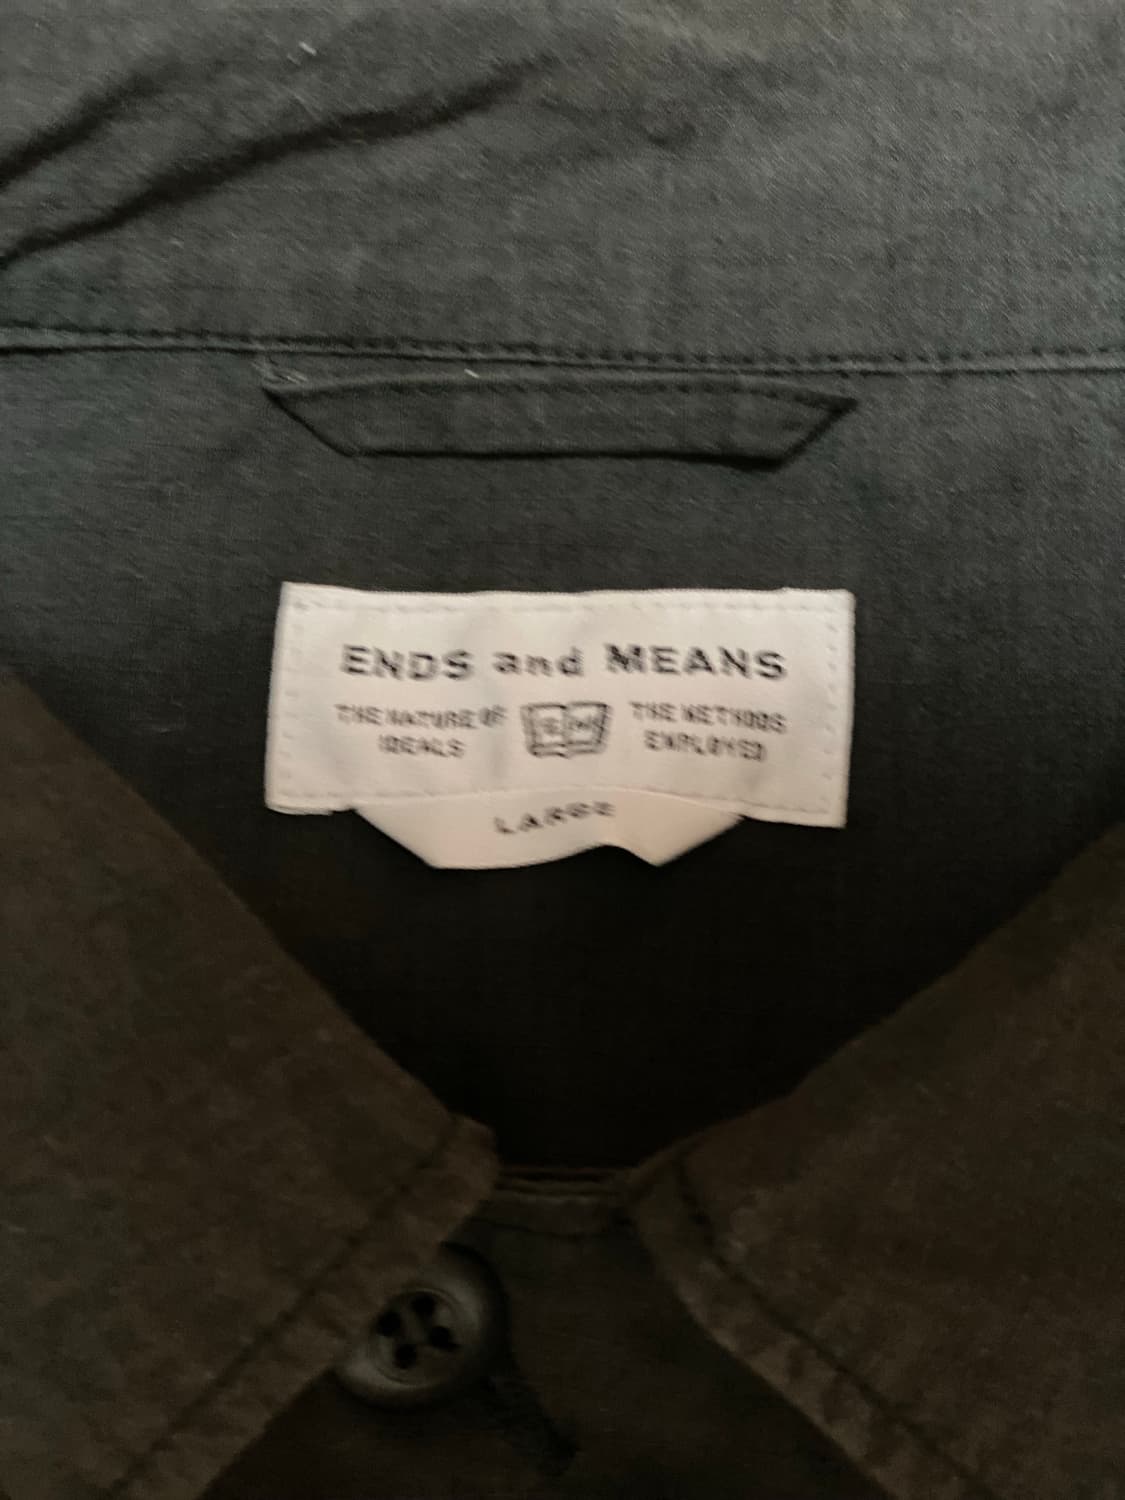 ENDS and MEANS
THE NATURE OF
IDEALS
THE METHODS
EMPLOYED
LARGE